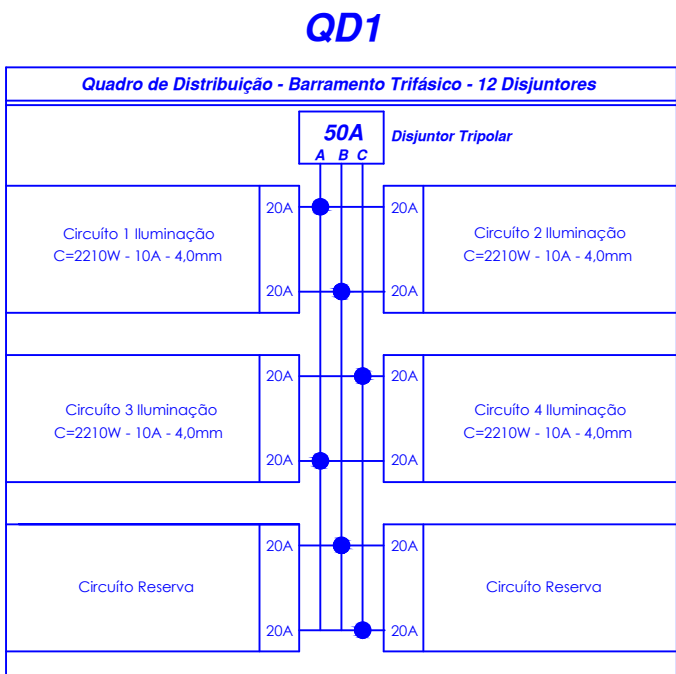 QD1
Quadro de Distribuição - Barramento Trifásico - 12 Disjuntores
50A
Disjuntor Tripolar
A B C
20A
20A
Circuíto 1 Iluminação
C=2210W - 10A - 4,0mm
Circuíto 2 Iluminação
C=2210W - 10A - 4,0mm
20A
20A
20A
20A
Circuíto 3 Iluminação
C=2210W - 10A - 4,0mm
Circuíto 4 Iluminação
C=2210W - 10A - 4,0mm
20A
20A
20A
20A
Circuíto Reserva
Circuíto Reserva
20A
20A